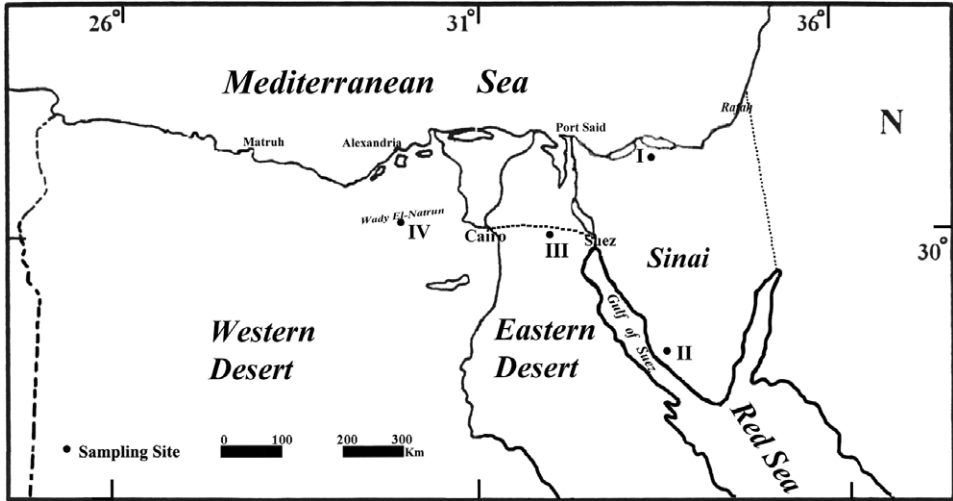 26°
31°
36°
Mediterranean Sea
Rafah
N
Matruh
Alexandria
Port Said
I
Wady El-Natrun
IV
Cairo
III
Suez
30°
Sinai
Western
Desert
Eastern
Desert
Gulf of Suez
II
Red Sea
• Sampling Site
0 100 200 300
Km